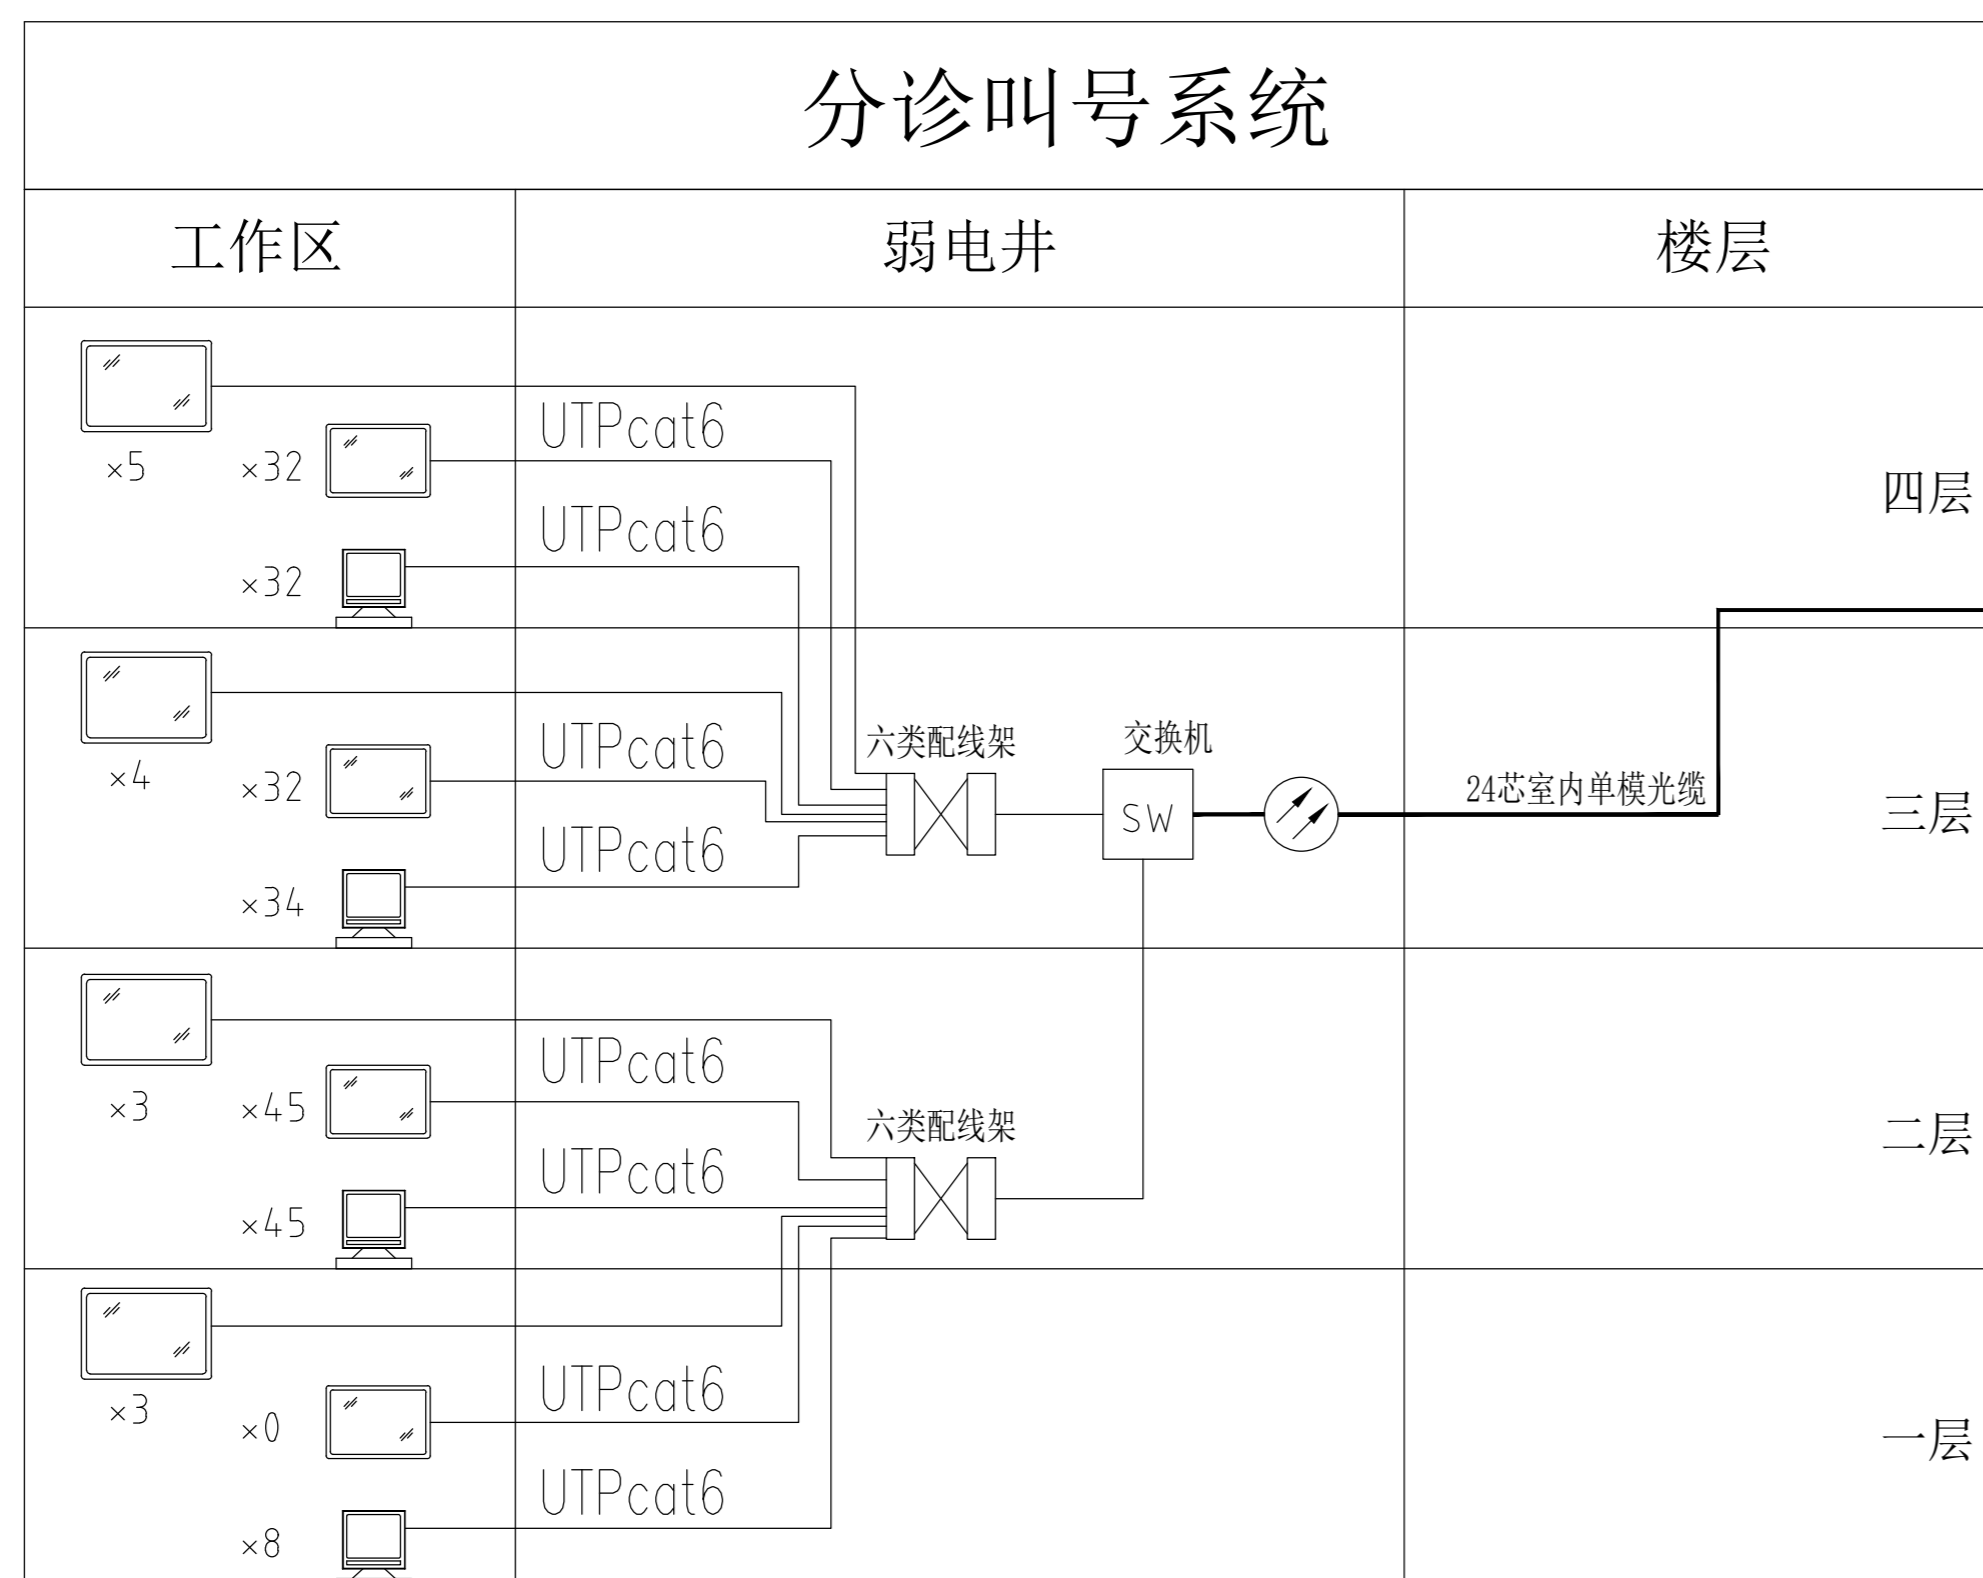 分诊叫号系统
工作区 弱电井 楼层
UTPcat6
×5 ×32
四层
UTPcat6
×32
UTPcat6
六类配线架 交换机
×4 ×32
24芯室内单模光缆
SW
三层
UTPcat6
×34
UTPcat6
×3 ×45
六类配线架
二层
UTPcat6
×45
UTPcat6
×3 ×0
一层
UTPcat6
×8